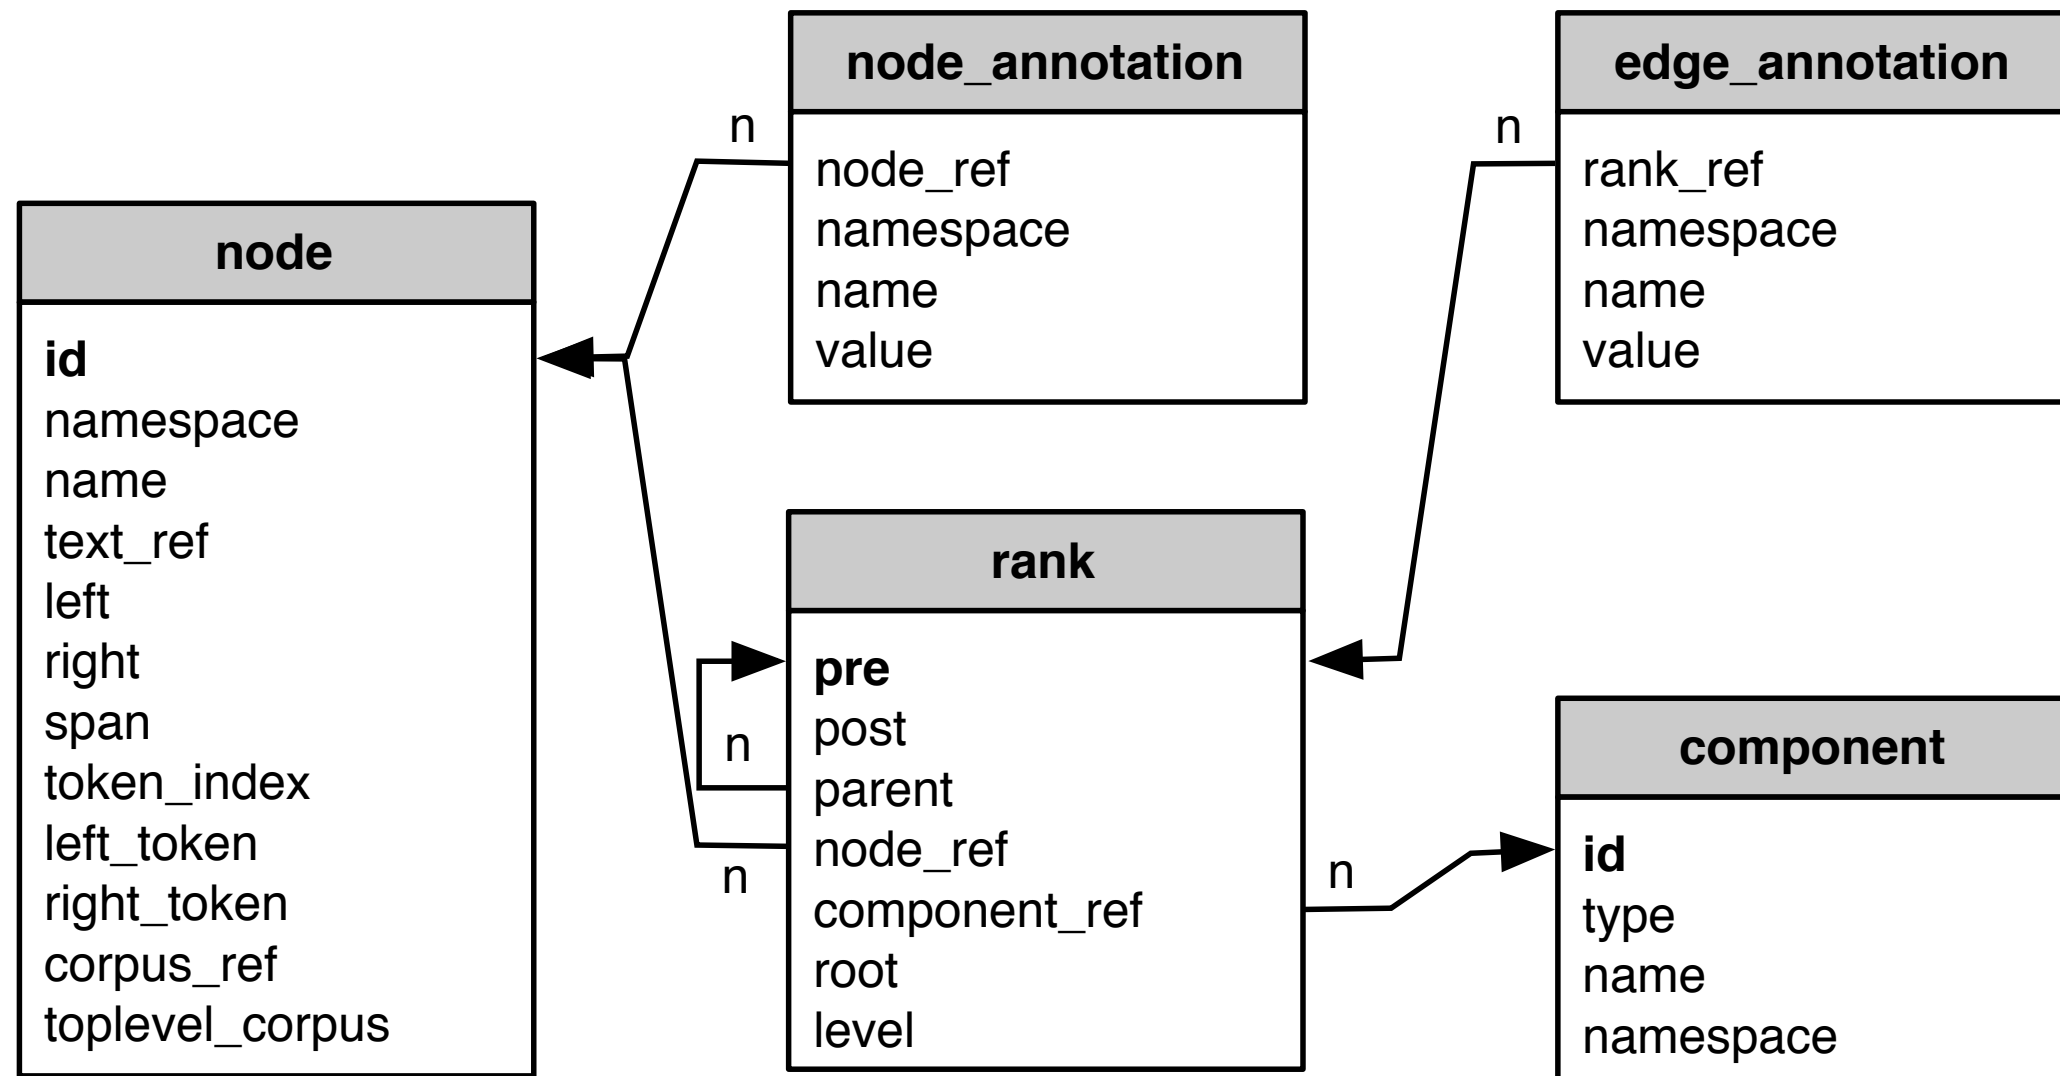 node
id
namespace
name
text_ref
left
right
span
token_index
left_token
right_token
corpus_ref
toplevel_corpus
node_annotation
n
node_ref
namespace
name
value
rank
pre
post
n
parent
node_ref
n
component_ref
n
root
level
edge_annotation
n
rank_ref
namespace
name
value
component
id
type
name
namespace